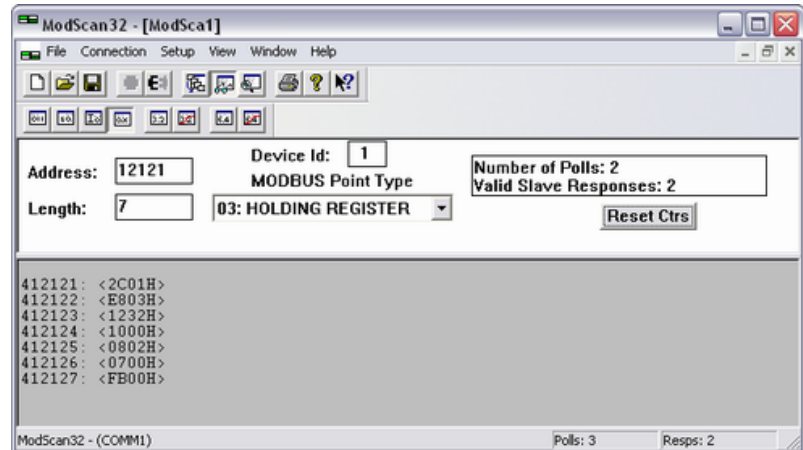 ModScan32 - [ModSca1]
File Connection Setup View Window Help
Address: 12121
Device Id: 1
MODBUS Point Type
Length: 7
03: HOLDING REGISTER
Number of Polls: 2
Valid Slave Responses: 2
Reset Ctrs
412121: <2C01H>
412122: <E803H>
412123: <1232H>
412124: <1000H>
412125: <0802H>
412126: <0700H>
412127: <FB00H>
ModScan32 - (COMM1) Polls: 3 Resps: 2